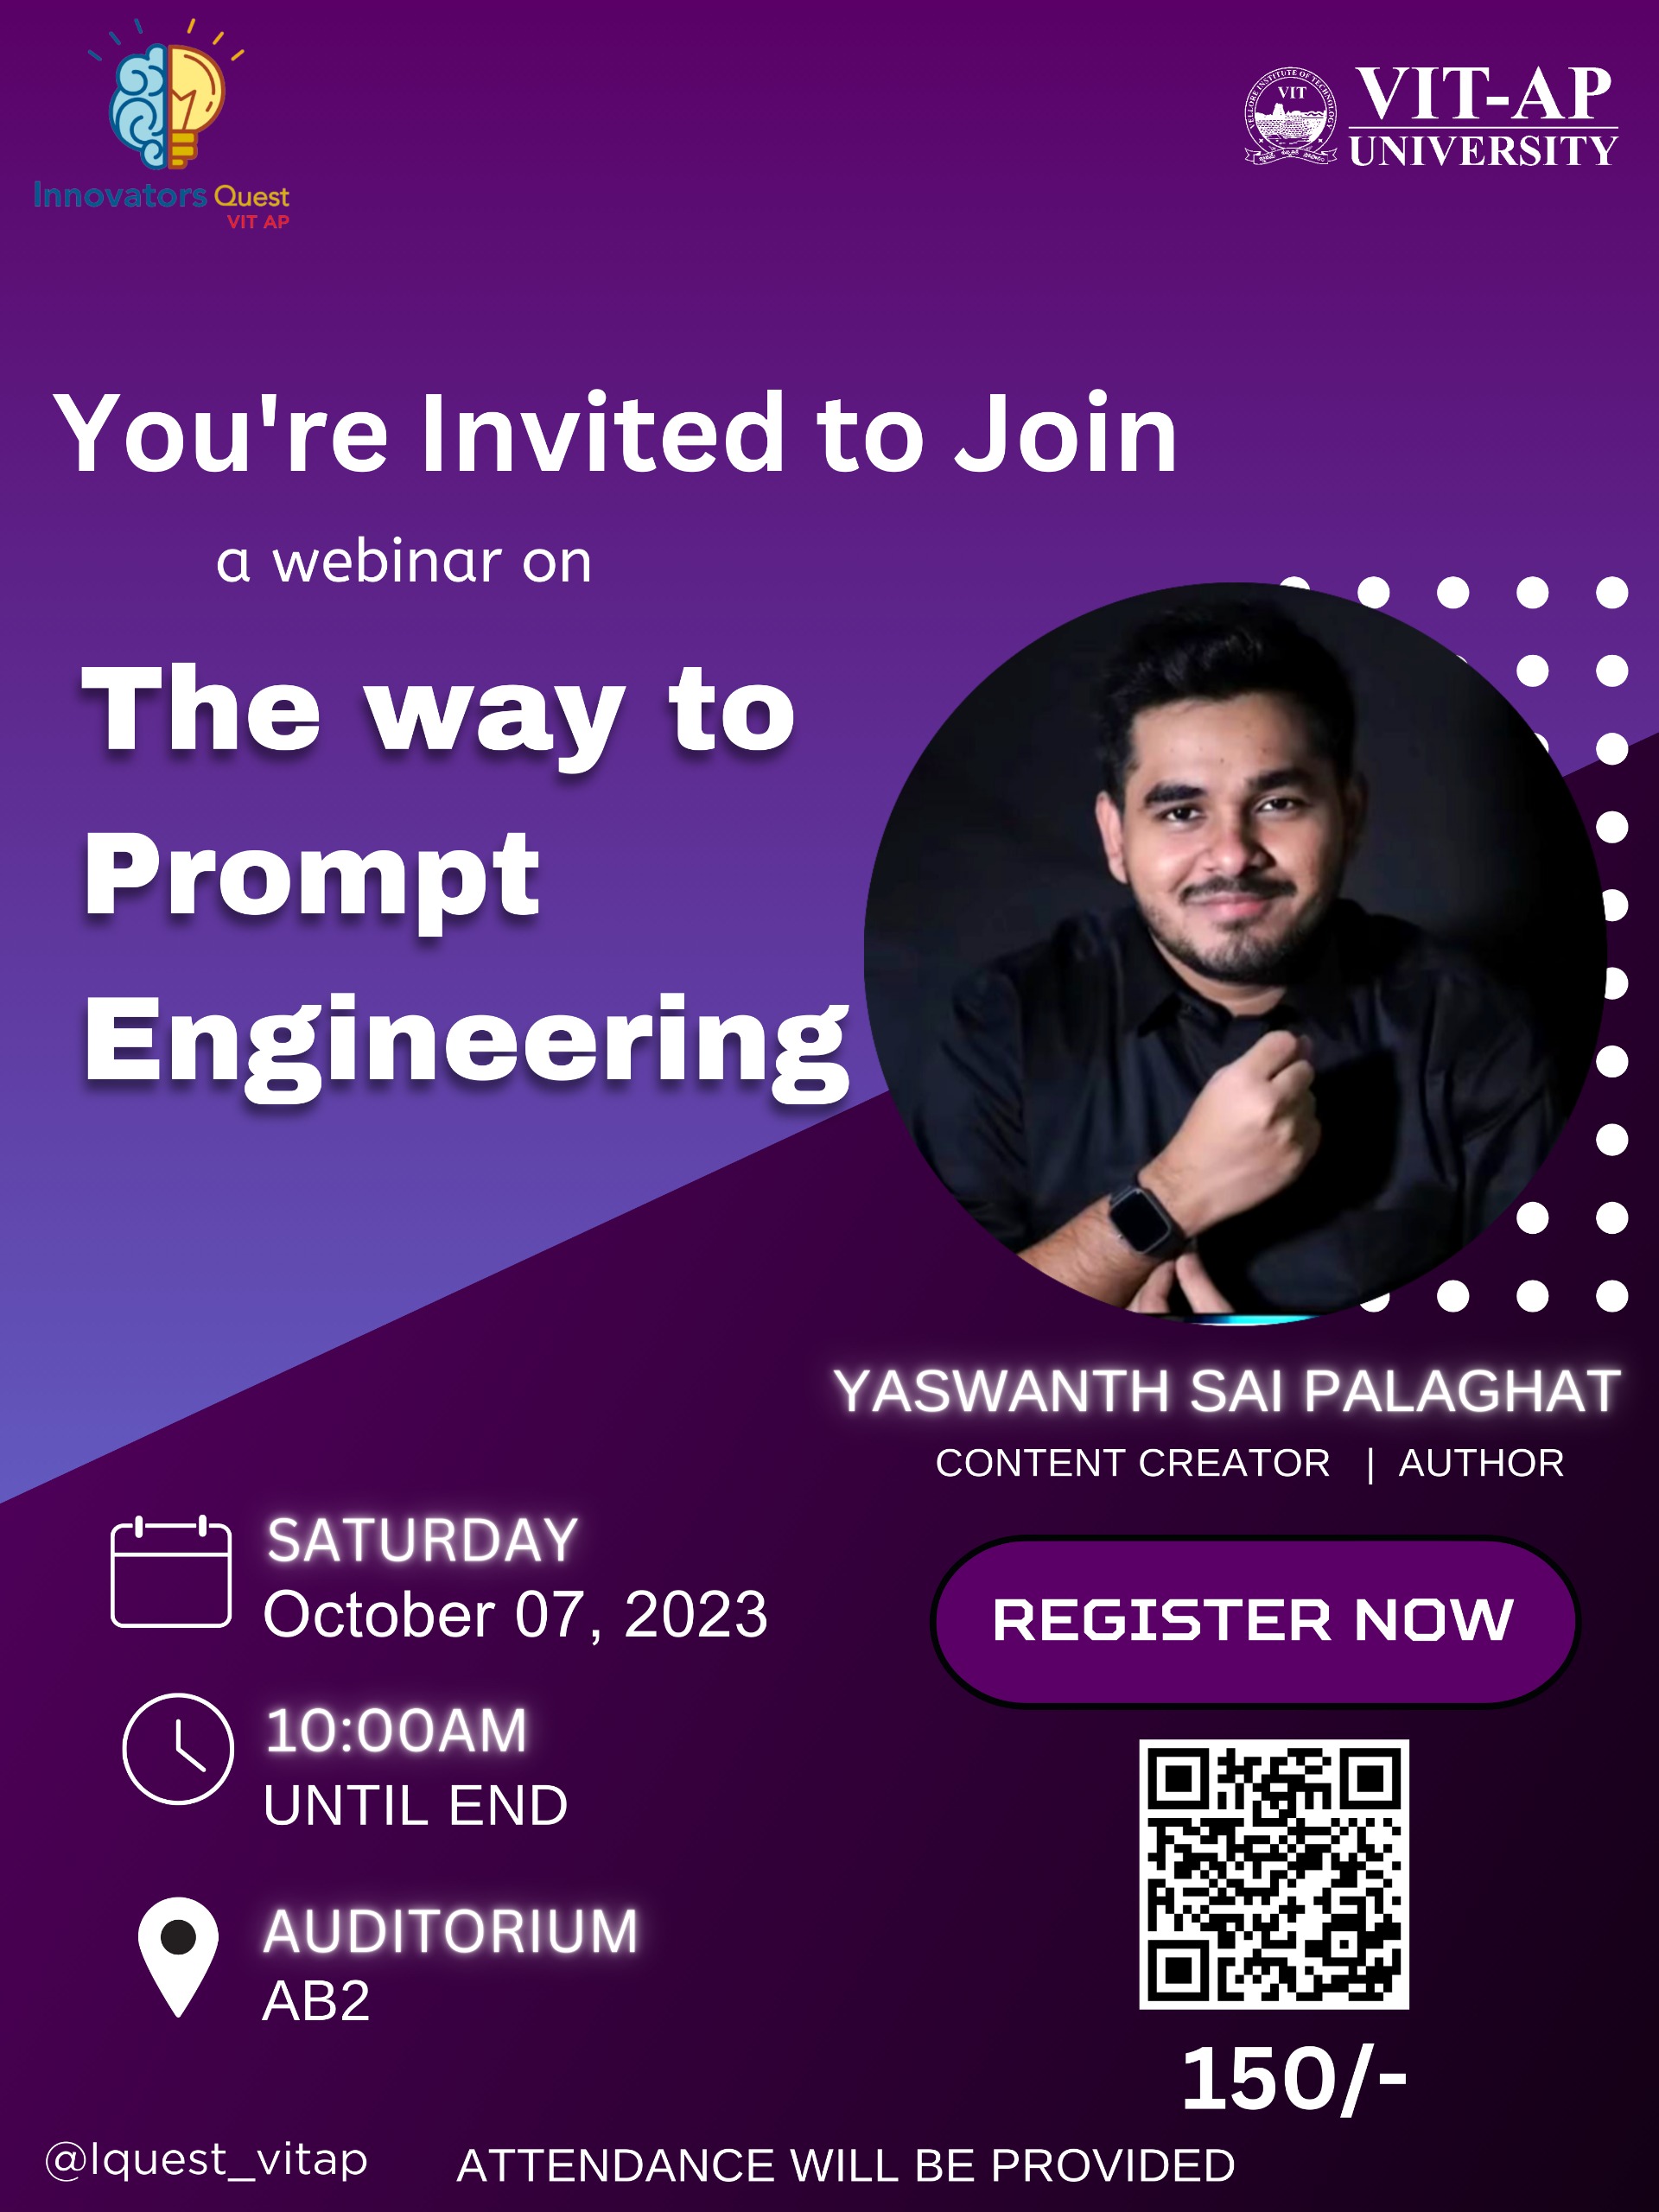 Innovators Quest
VIT AP
VIT
VIT-AP
UNIVERSITY
You're Invited to Join
a webinar on
The way to
Prompt
Engineering
YASWANTH SAI PALAGHAT
CONTENT CREATOR | AUTHOR
SATURDAY
October 07, 2023
REGISTER NOW
10:00AM
UNTIL END
AUDITORIUM
AB2
150/-
@Iquest_vitap
ATTENDANCE WILL BE PROVIDED